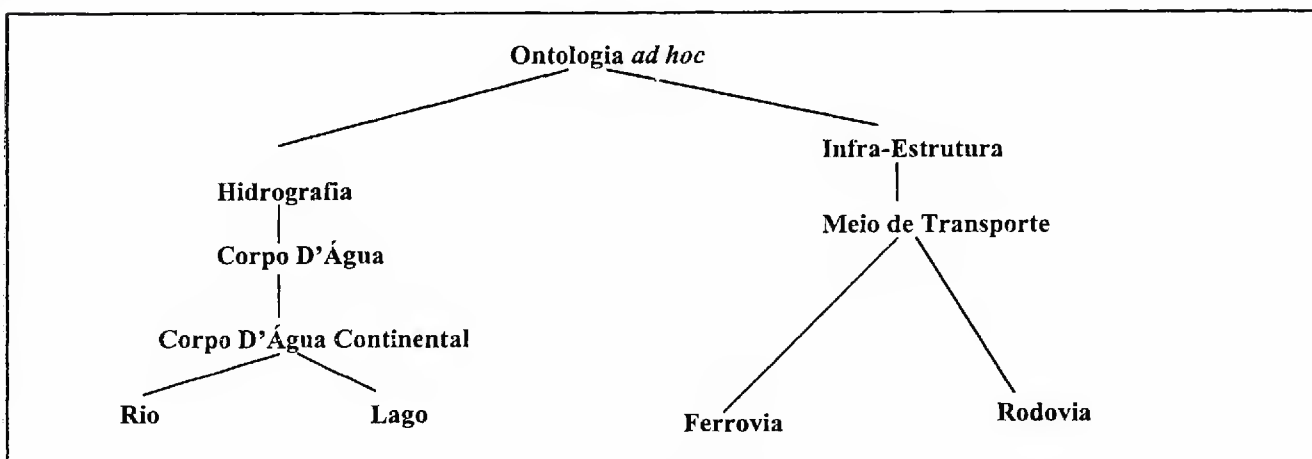 Ontologia ad hoc
Infra-Estrutura
Hidrografia
Meio de Transporte
Corpo D'Água
Corpo D'Água Continental
Rio
Lago
Ferrovia
Rodovia